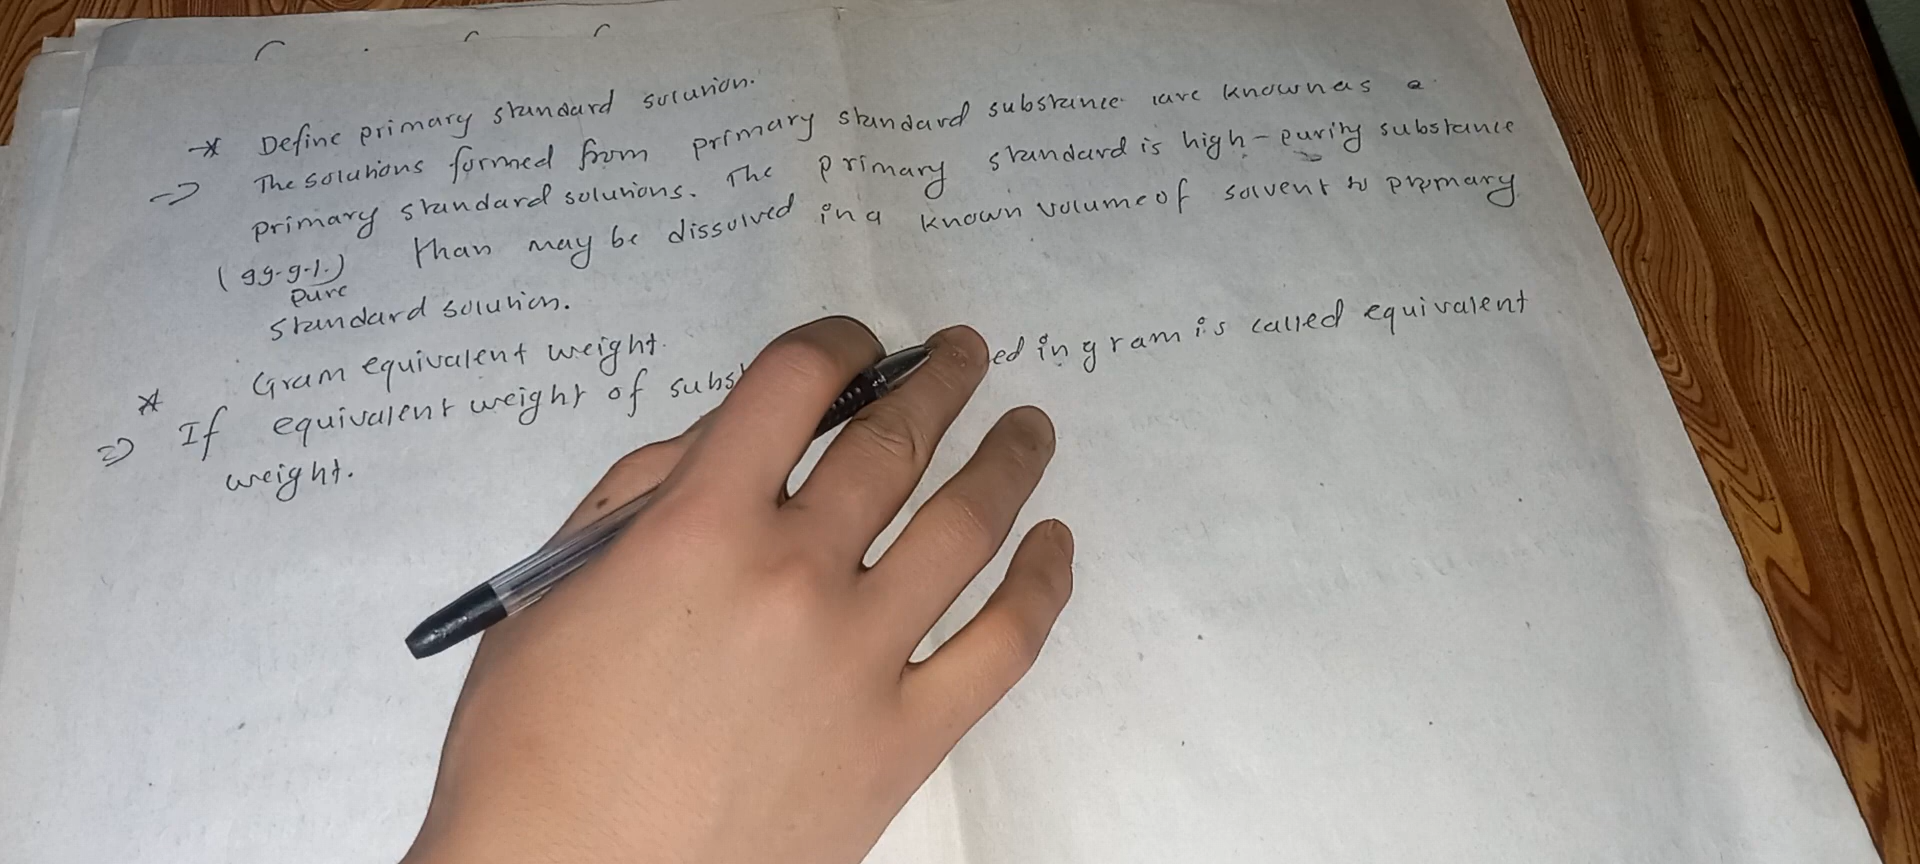 * Define primary standard solution.
-> The solutions formed from primary standard substance are known as a
primary standard solutions. The primary standard is high-purity substance
(99.9%) than may be dissolved in a known volume of solvent to primary
pure
standard solution.
* Gram equivalent weight.
=> If equivalent weight of subst ed in gram is called equivalent
weight.